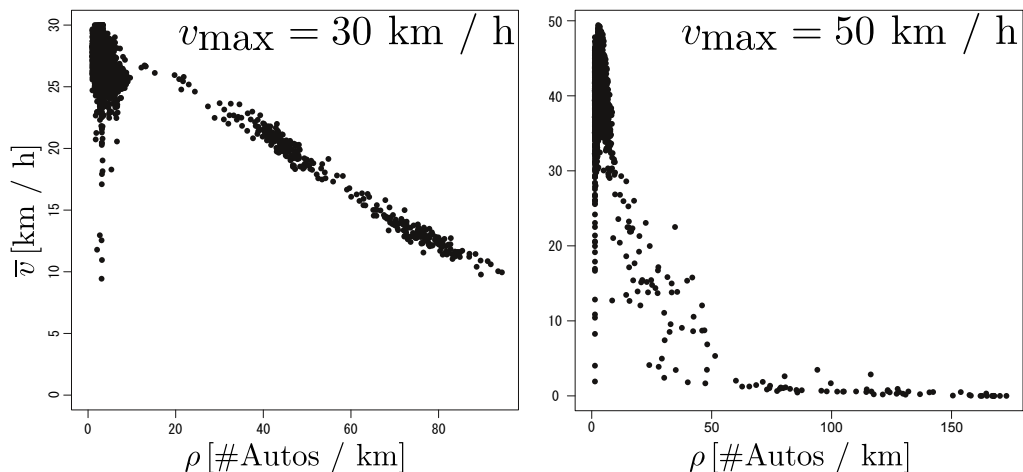 v_max = 30 km / h
30
25
20
15
10
5
0
v̅ [km / h]
0 20 40 60 80
ρ [#Autos / km]
v_max = 50 km / h
50
40
30
20
10
0
0 50 100 150
ρ [#Autos / km]